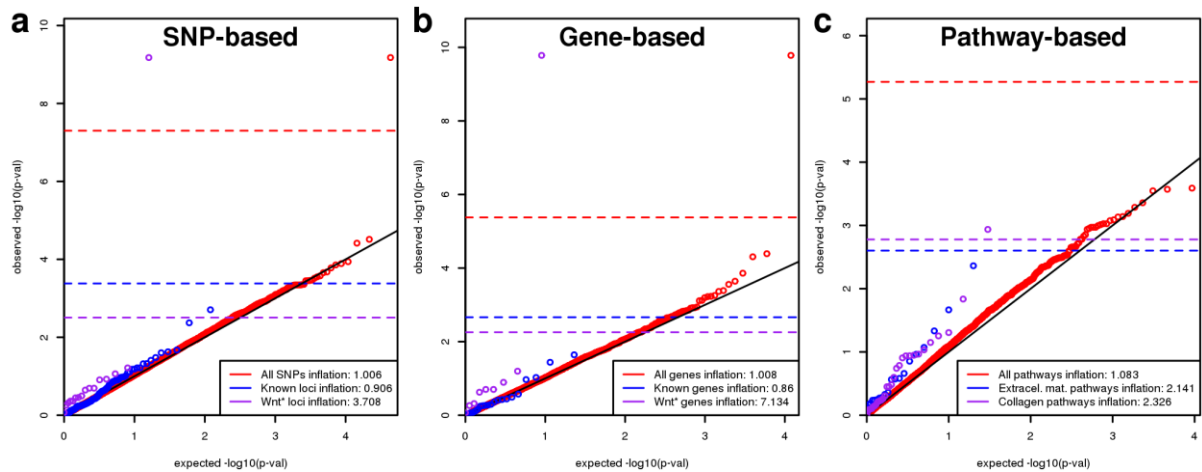 a
SNP-based
observed -log10(p-val)
10
8
6
4
2
0
All SNPs inflation: 1.006
Known loci inflation: 0.906
Wnt* loci inflation: 3.708
0
1
2
3
4
expected -log10(p-val)
b
Gene-based
observed -log10(p-val)
10
8
6
4
2
0
All genes inflation: 1.008
Known genes inflation: 0.86
Wnt* genes inflation: 7.134
0
1
2
3
4
expected -log10(p-val)
c
Pathway-based
observed -log10(p-val)
6
5
4
3
2
1
0
All pathways inflation: 1.083
Extracel. mat. pathways inflation: 2.141
Collagen pathways inflation: 2.326
0
1
2
3
4
expected -log10(p-val)